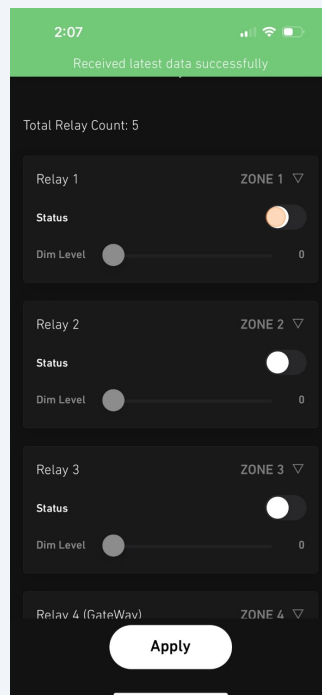 2:07
Received latest data successfully
Total Relay Count: 5
Relay 1 ZONE 1
Status
Dim Level 0
Relay 2 ZONE 2
Status
Dim Level 0
Relay 3 ZONE 3
Status
Dim Level 0
Relay 4 (GateWay) ZONE 4
Apply